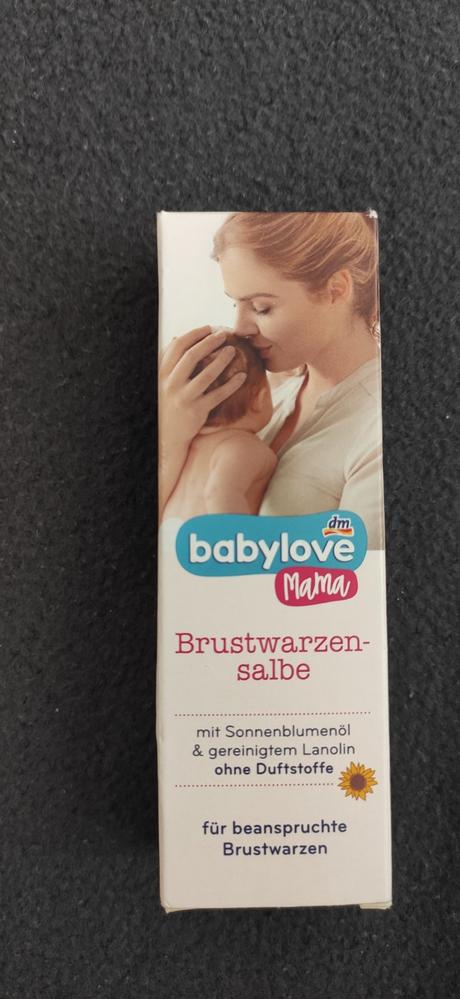 dm
babylove
Mama
Brustwarzen-
salbe
mit Sonnenblumenöl
& gereinigtem Lanolin
ohne Duftstoffe
für beanspruchte
Brustwarzen